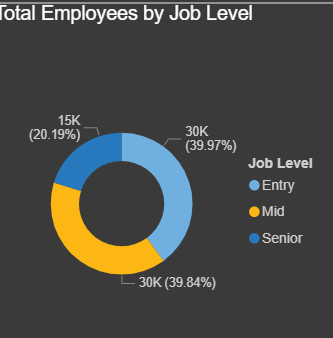 Total Employees by Job Level
15K
(20.19%)
30K
(39.97%)
Job Level
Entry
Mid
Senior
30K (39.84%)